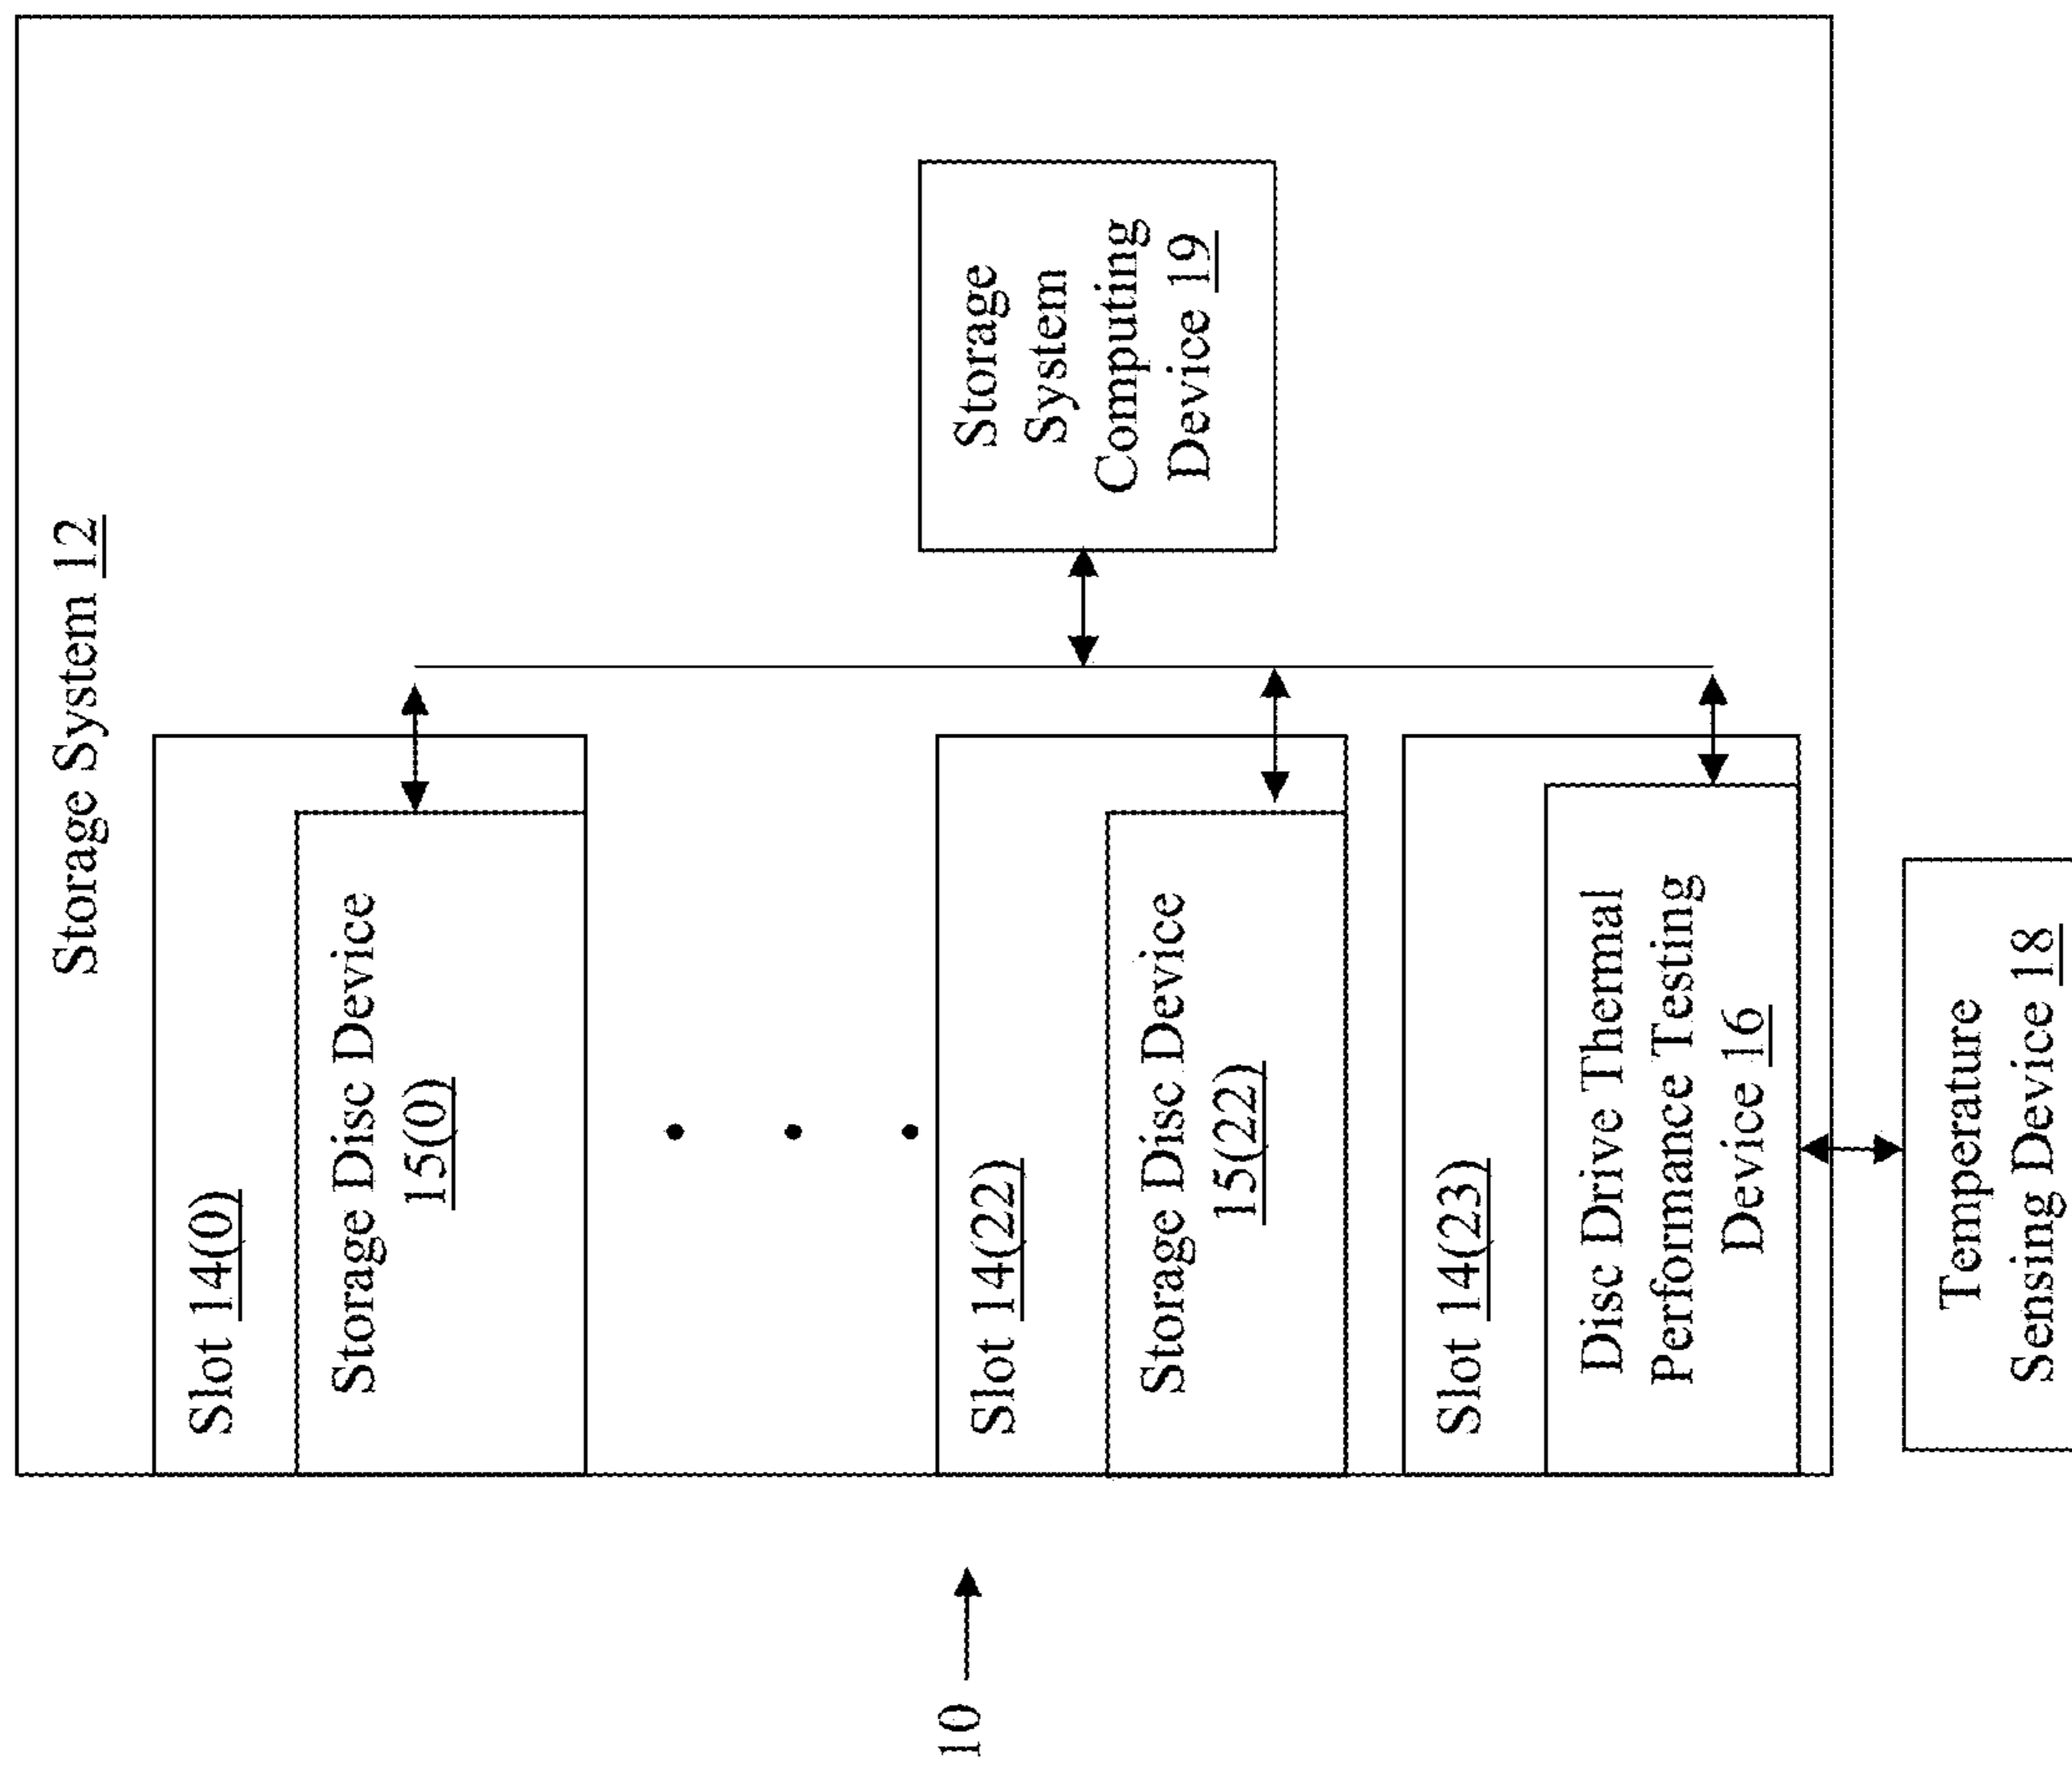 Storage System 12
Slot 14(0)
Storage Disc Device
15(0)
Slot 14(22)
Storage Disc Device
15(22)
Slot 14(23)
Disc Drive Thermal
Performance Testing
Device 16
Storage
System
Computing
Device 19
Temperature
Sensing Device 18
10